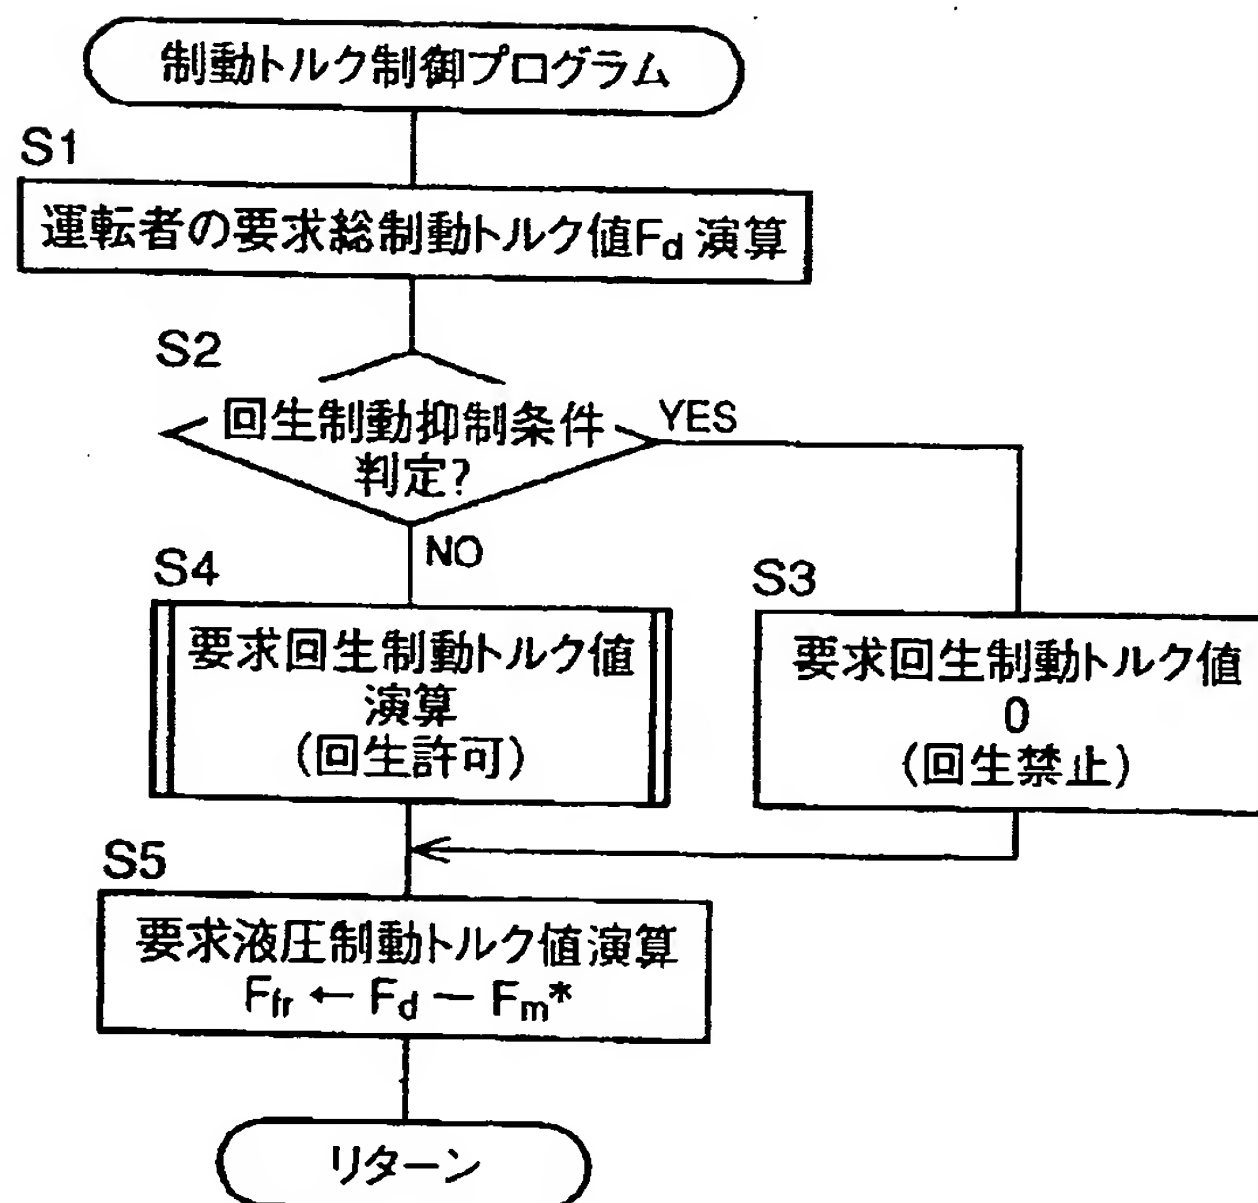 制動トルク制御プログラム
S1
運転者の要求総制動トルク値Fd 演算
S2
回生制動抑制条件
判定?
YES
NO
S4
要求回生制動トルク値
演算
(回生許可)
S3
要求回生制動トルク値
0
(回生禁止)
S5
要求液圧制動トルク値演算
Ffr ← Fd − Fm*
リターン